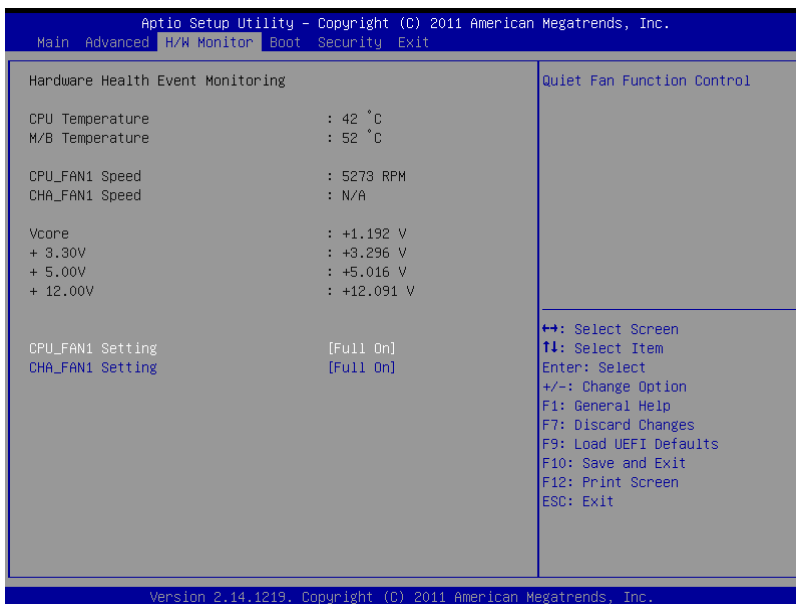 Aptio Setup Utility – Copyright (C) 2011 American Megatrends, Inc.
Main Advanced H/W Monitor Boot Security Exit
Hardware Health Event Monitoring
CPU Temperature : 42 °C
M/B Temperature : 52 °C
CPU_FAN1 Speed : 5273 RPM
CHA_FAN1 Speed : N/A
Vcore : +1.192 V
+ 3.30V : +3.296 V
+ 5.00V : +5.016 V
+ 12.00V : +12.091 V
CPU_FAN1 Setting [Full On]
CHA_FAN1 Setting [Full On]
Quiet Fan Function Control
↔: Select Screen
↑↓: Select Item
Enter: Select
+/-: Change Option
F1: General Help
F7: Discard Changes
F9: Load UEFI Defaults
F10: Save and Exit
F12: Print Screen
ESC: Exit
Version 2.14.1219. Copyright (C) 2011 American Megatrends, Inc.